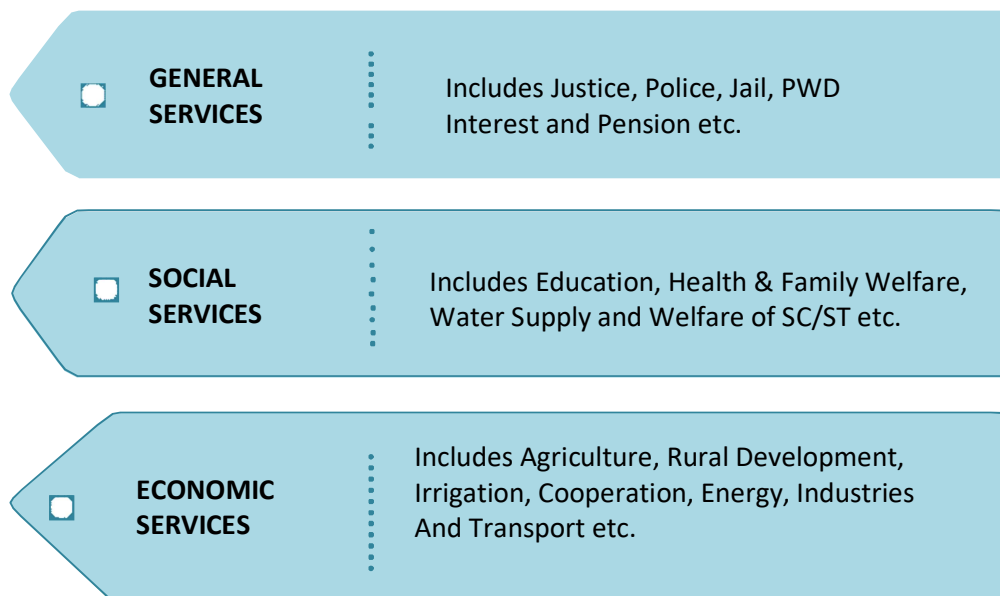 GENERAL
SERVICES
Includes Justice, Police, Jail, PWD
Interest and Pension etc.
SOCIAL
SERVICES
Includes Education, Health & Family Welfare,
Water Supply and Welfare of SC/ST etc.
ECONOMIC
SERVICES
Includes Agriculture, Rural Development,
Irrigation, Cooperation, Energy, Industries
And Transport etc.